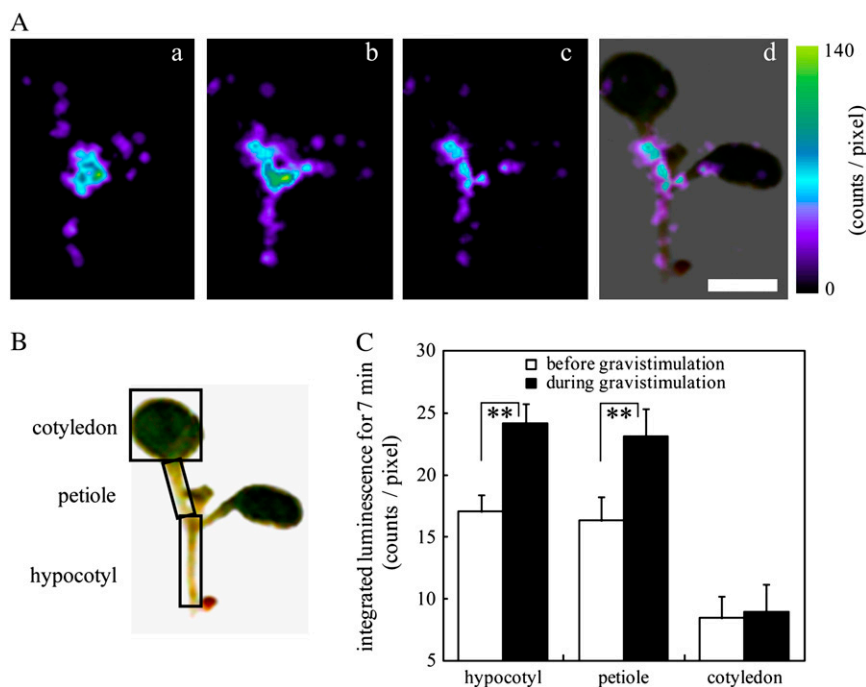 A
a
b
c
d
140
(counts / pixel)
0
B
cotyledon
petiole
hypocotyl
C
integrated luminescence for 7 min
(counts / pixel)
30
25
20
15
10
5
before gravistimulation
during gravistimulation
**
**
hypocotyl
petiole
cotyledon